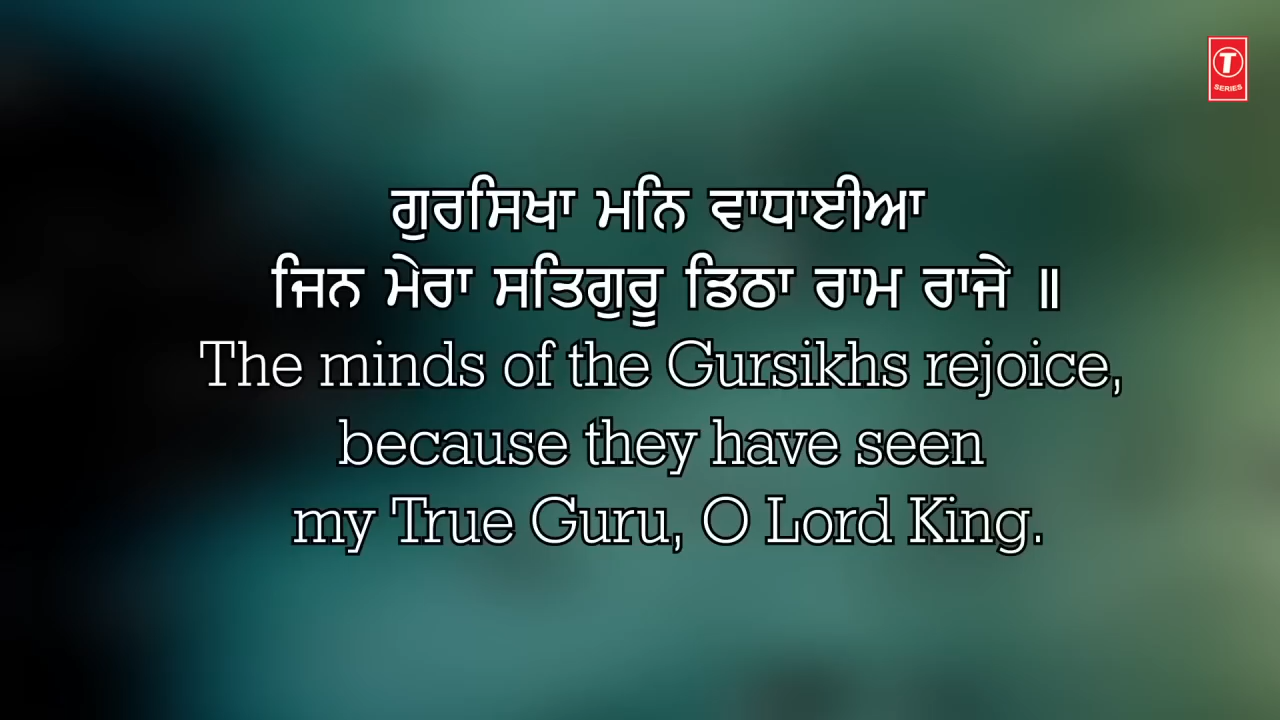 T
SERIES
ਗੁਰਸਿਖਾ ਮਨਿ ਵਾਧਾਈਆ
ਜਿਨ ਮੇਰਾ ਸਤਿਗੁਰੂ ਡਿਠਾ ਰਾਮ ਰਾਜੇ ॥
The minds of the Gursikhs rejoice,
because they have seen
my True Guru, O Lord King.